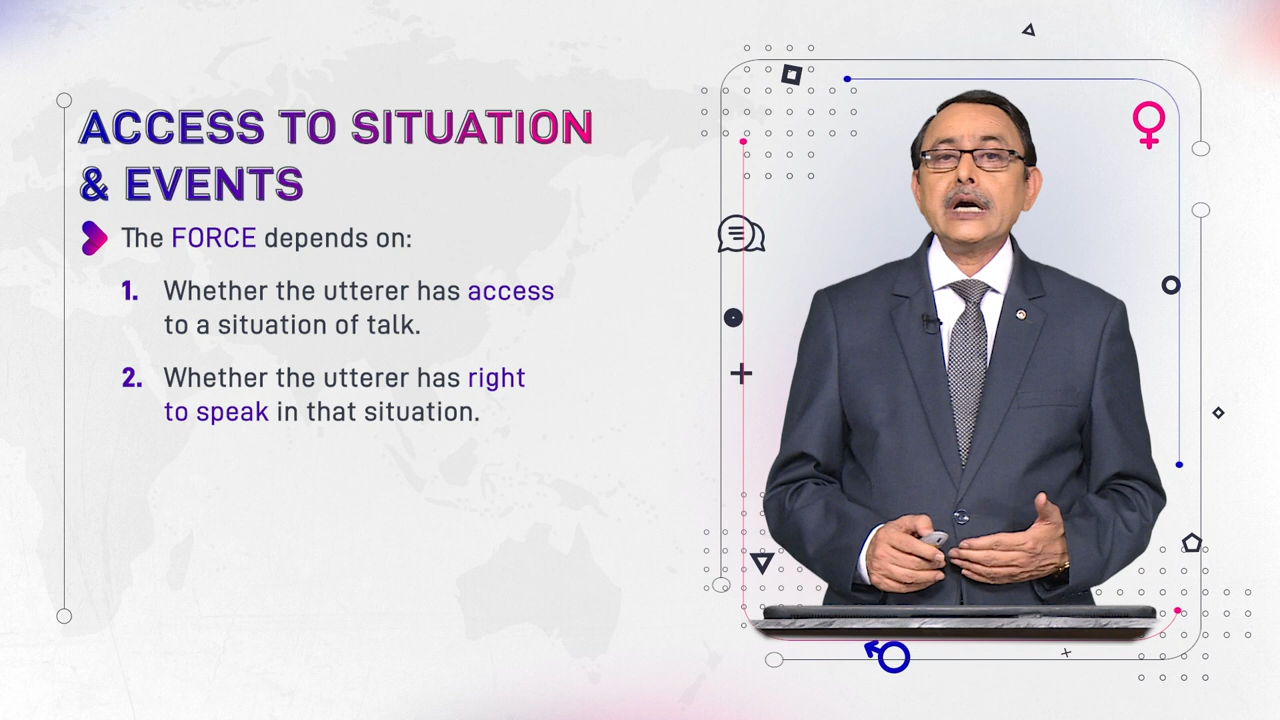 ACCESS TO SITUATION
& EVENTS
The FORCE depends on:
1. Whether the utterer has access
to a situation of talk.
2. Whether the utterer has right
to speak in that situation.